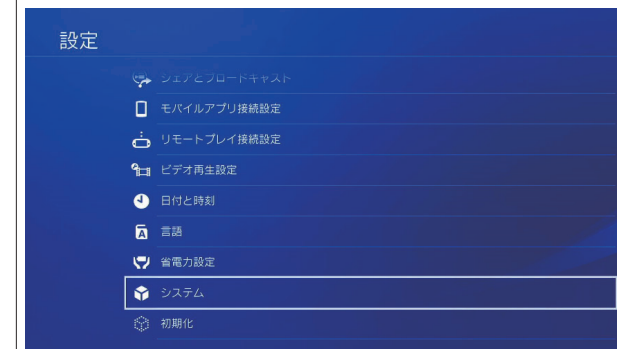 設定
シェアとブロードキャスト
モバイルアプリ接続設定
リモートプレイ接続設定
ビデオ再生設定
日付と時刻
言語
省電力設定
システム
初期化